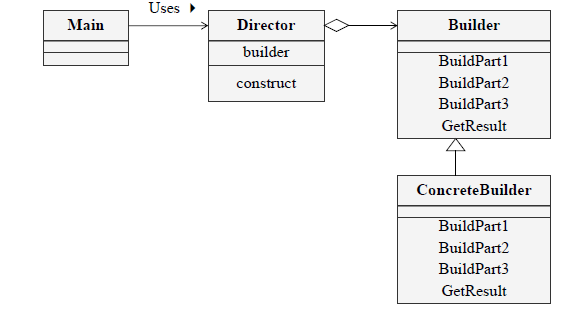 Uses
Main
Director
builder
construct
Builder
BuildPart1
BuildPart2
BuildPart3
GetResult
ConcreteBuilder
BuildPart1
BuildPart2
BuildPart3
GetResult